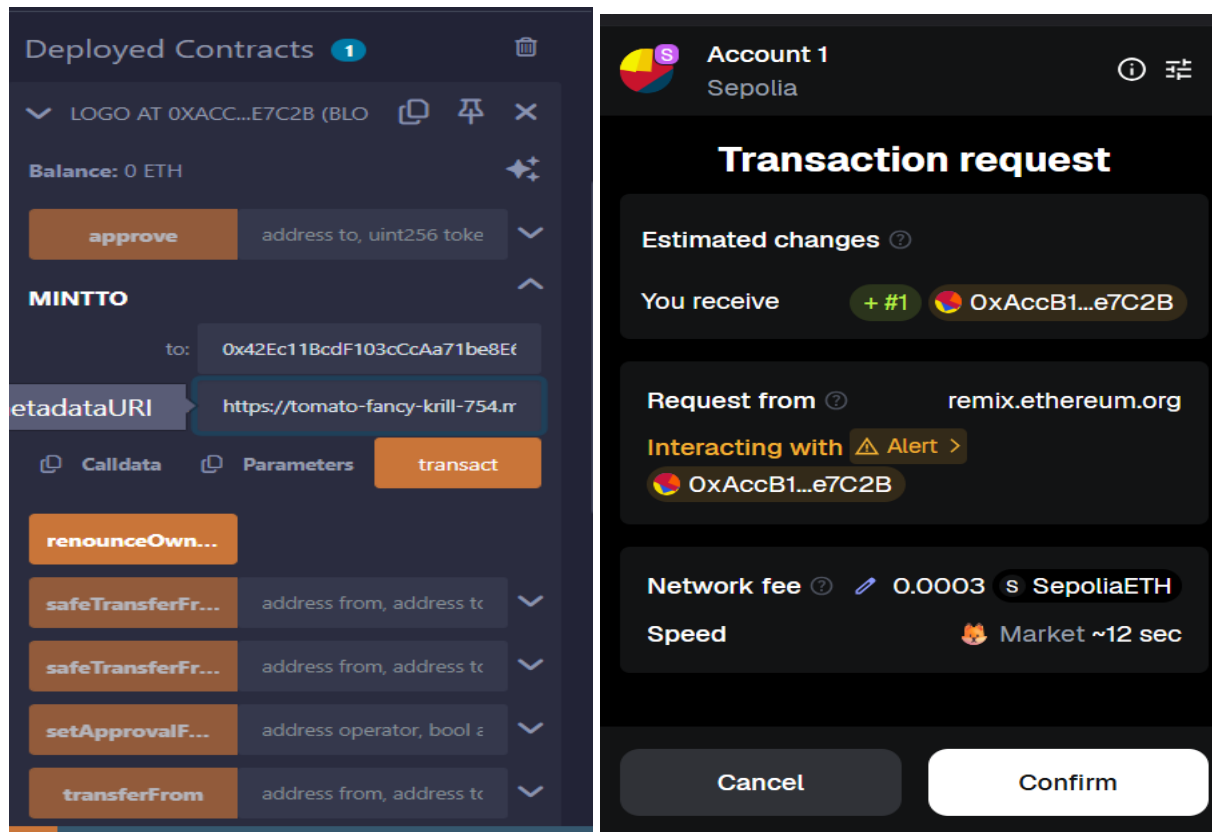 Deployed Contracts 1
LOGO AT 0XACC...E7C2B (BLO
Balance: 0 ETH
approve address to, uint256 toke
MINTTO
to: 0x42Ec11BcdF103cCcAa71be8E6
etadataURI https://tomato-fancy-krill-754.m
Calldata Parameters transact
renounceOwn...
safeTransferFr... address from, address to
safeTransferFr... address from, address to
setApprovalF... address operator, bool a
transferFrom address from, address to
S Account 1
Sepolia
Transaction request
Estimated changes ?
You receive + #1 0xAccB1...e7C2B
Request from ? remix.ethereum.org
Interacting with Alert >
0xAccB1...e7C2B
Network fee ? 0.0003 S SepoliaETH
Speed Market ~12 sec
Cancel Confirm